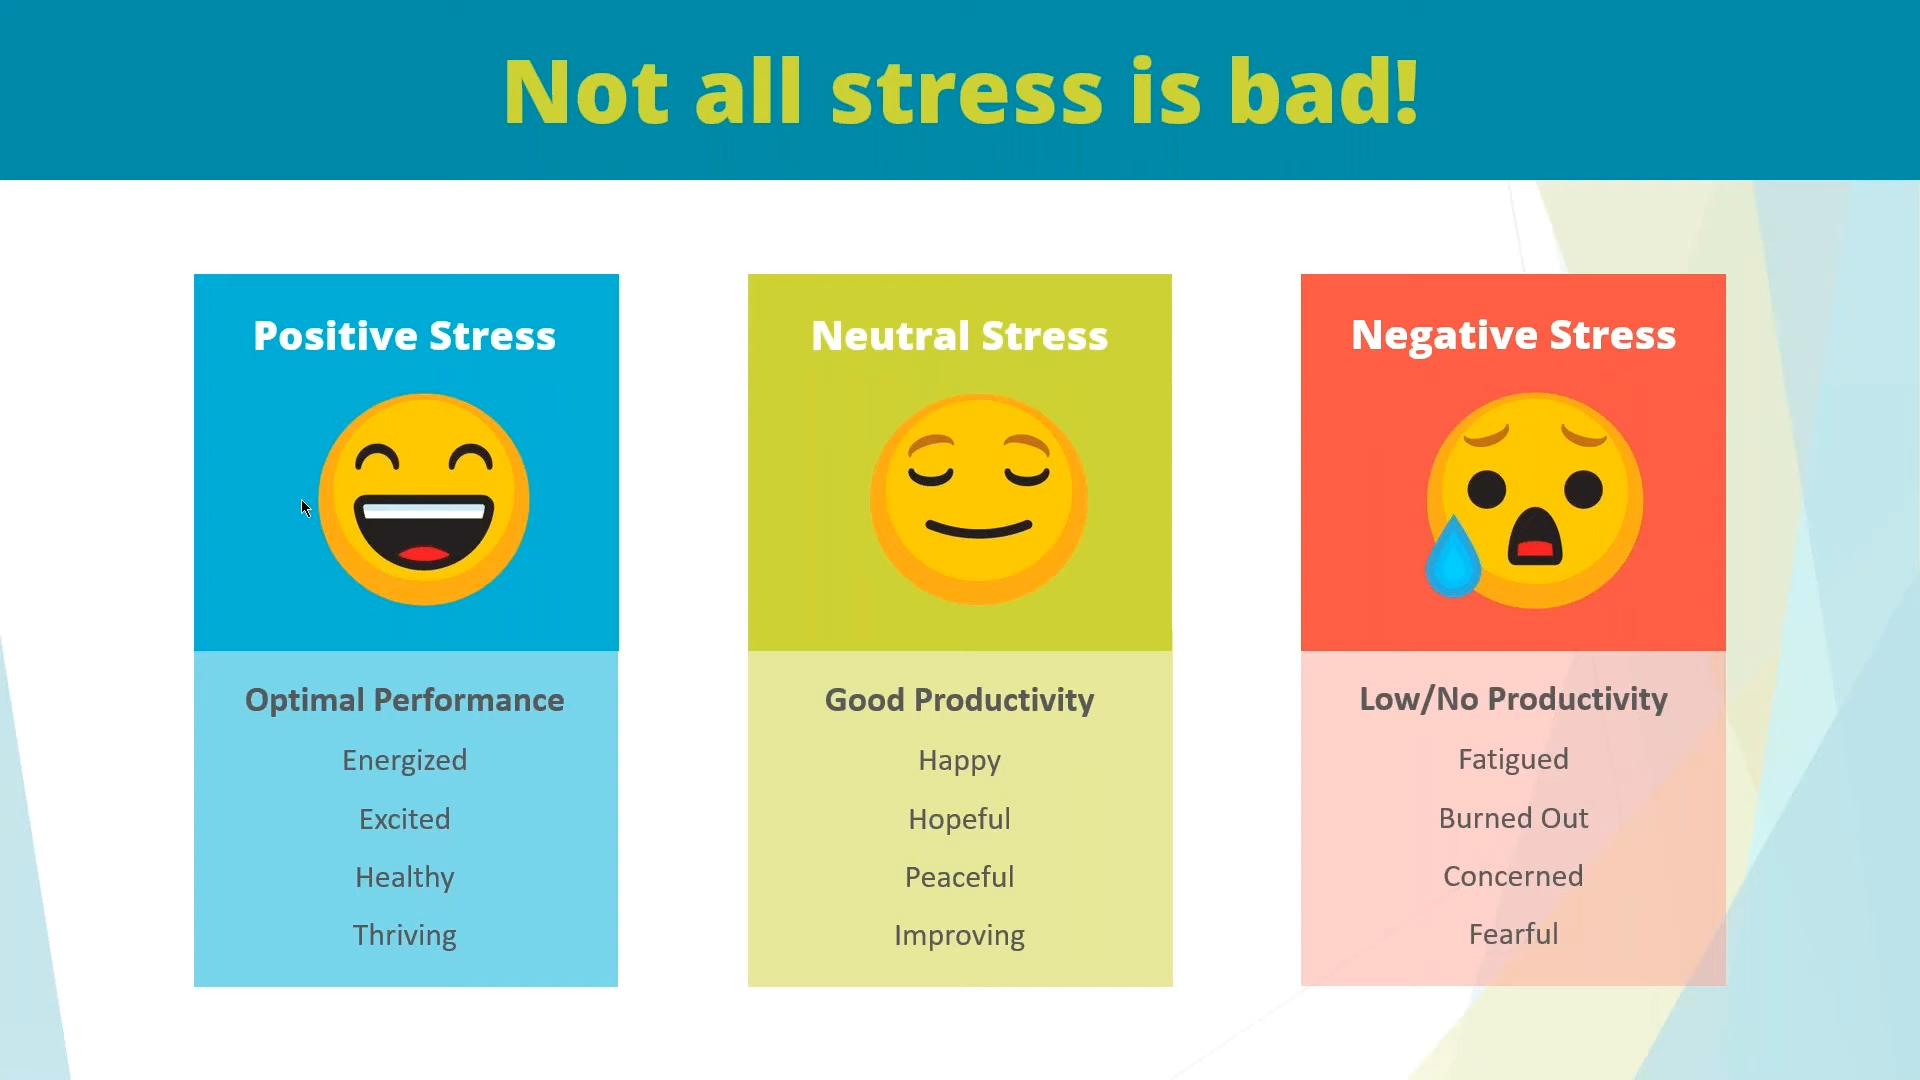 Not all stress is bad!
Positive Stress
Optimal Performance
Energized
Excited
Healthy
Thriving
Neutral Stress
Good Productivity
Happy
Hopeful
Peaceful
Improving
Negative Stress
Low/No Productivity
Fatigued
Burned Out
Concerned
Fearful